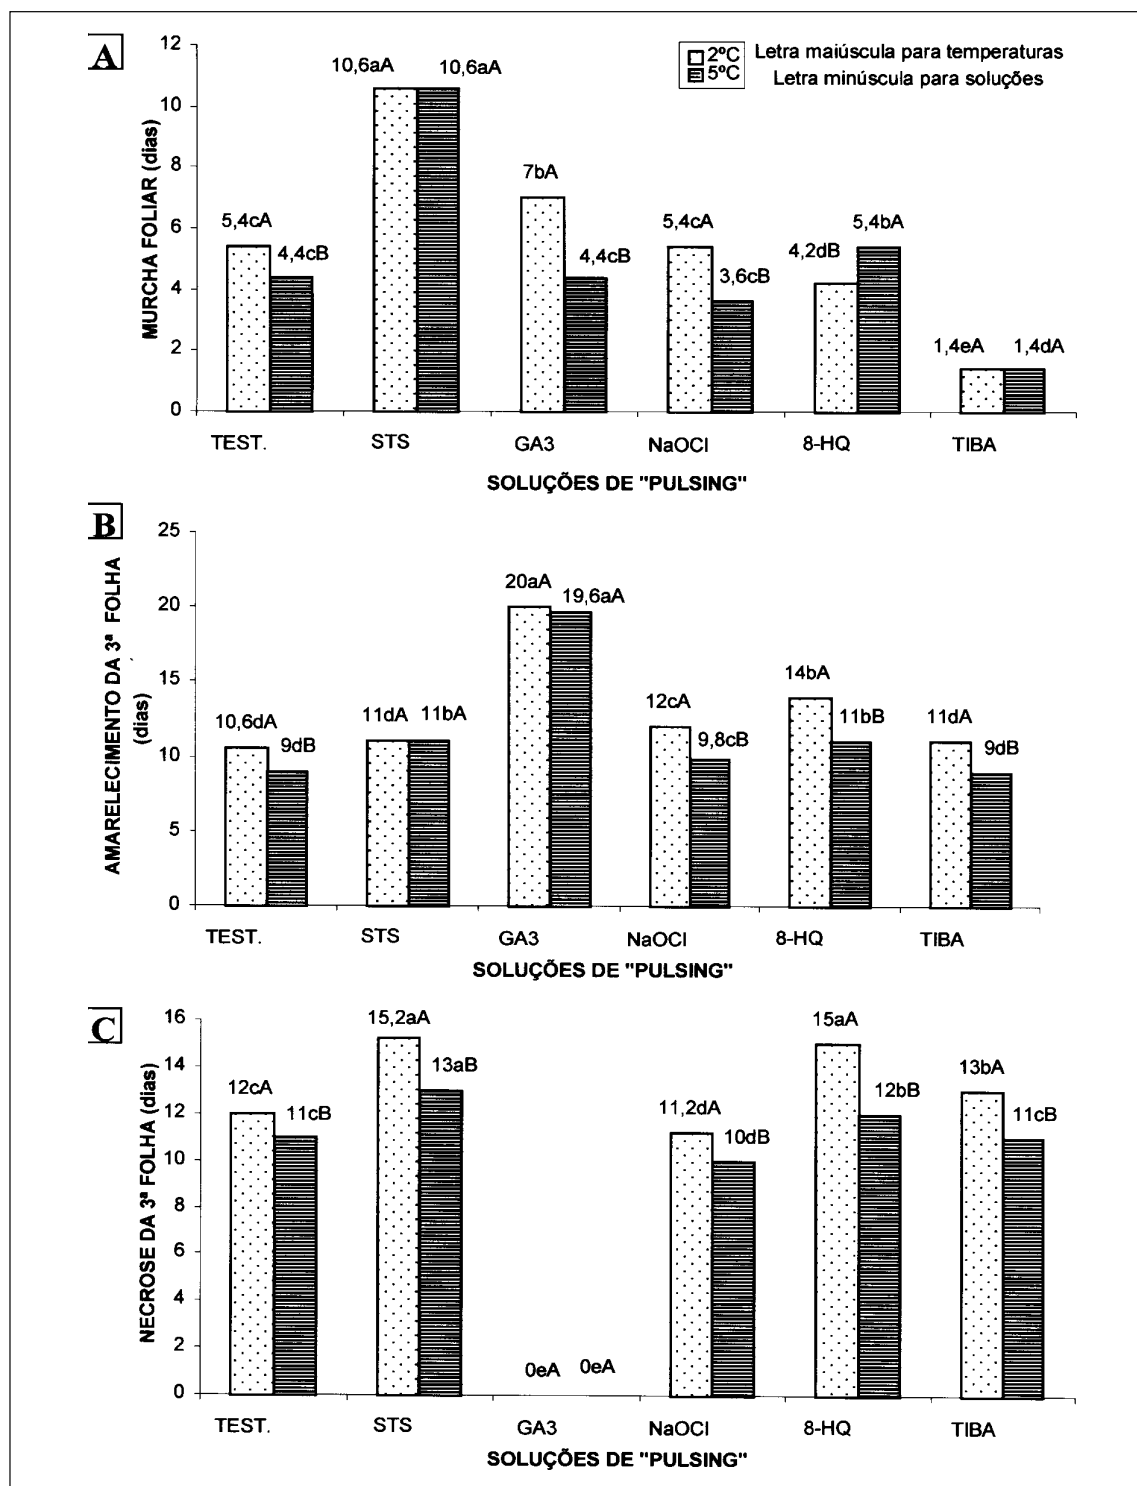 A
2ºC Letra maiúscula para temperaturas
5ºC Letra minúscula para soluções
MURCHA FOLIAR (dias)
12
10
8
6
4
2
0
5,4cA
4,4cB
10,6aA
10,6aA
7bA
4,4cB
5,4cA
3,6cB
4,2dB
5,4bA
1,4eA
1,4dA
TEST. STS GA3 NaOCl 8-HQ TIBA
SOLUÇÕES DE "PULSING"
B
AMARELECIMENTO DA 3ª FOLHA
(dias)
25
20
15
10
5
0
10,6dA
9dB
11dA
11bA
20aA
19,6aA
12cA
9,8cB
14bA
11bB
11dA
9dB
TEST. STS GA3 NaOCl 8-HQ TIBA
SOLUÇÕES DE "PULSING"
C
NECROSE DA 3ª FOLHA (dias)
16
14
12
10
8
6
4
2
0
12cA
11cB
15,2aA
13aB
0eA
0eA
11,2dA
10dB
15aA
12bB
13bA
11cB
TEST. STS GA3 NaOCl 8-HQ TIBA
SOLUÇÕES DE "PULSING"